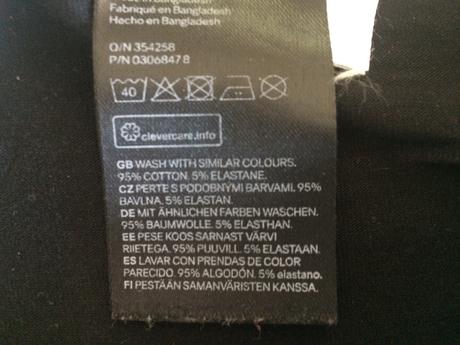 Fabriqué en Bangladesh
Hecho en Bangladesh
O/N 354258
P/N 0306847 8
40
clevercare.info
GB WASH WITH SIMILAR COLOURS.
95% COTTON. 5% ELASTANE.
CZ PERTE S PODOBNÝMI BARVAMI. 95%
BAVLNA. 5% ELASTAN.
DE MIT ÄHNLICHEN FARBEN WASCHEN.
95% BAUMWOLLE. 5% ELASTHAN.
EE PESE KOOS SARNAST VÄRVI
RIIETEGA. 95% PUUVILL. 5% ELASTAAN.
ES LAVAR CON PRENDAS DE COLOR
PARECIDO. 95% ALGODÓN. 5% elastano.
FI PESTÄÄN SAMANVÄRISTEN KANSSA.